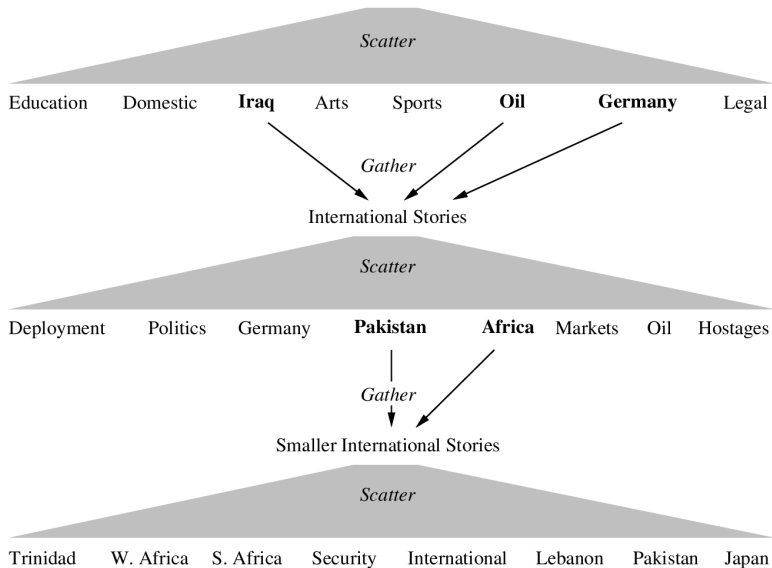 Scatter
Education Domestic Iraq Arts Sports Oil Germany Legal
Gather
International Stories
Scatter
Deployment Politics Germany Pakistan Africa Markets Oil Hostages
Gather
Smaller International Stories
Scatter
Trinidad W. Africa S. Africa Security International Lebanon Pakistan Japan